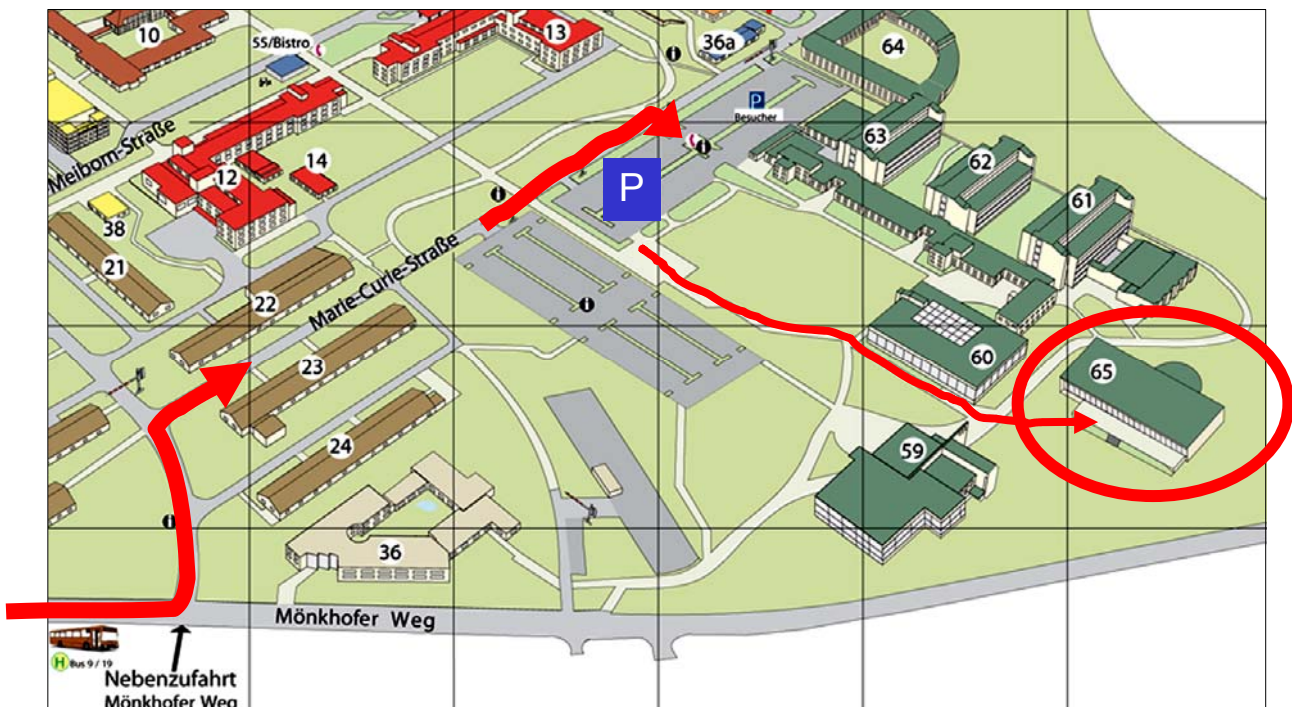 10
55/Bistro
13
36a
64
P
Besucher
63
62
61
Meiborn-Straße
12
14
P
38
21
22
Marie-Curie-Straße
23
24
60
65
59
36
Mönkhofer Weg
H Bus 9 / 19
Nebenzufahrt
Mönkhofer Weg
i
i
i
i
i